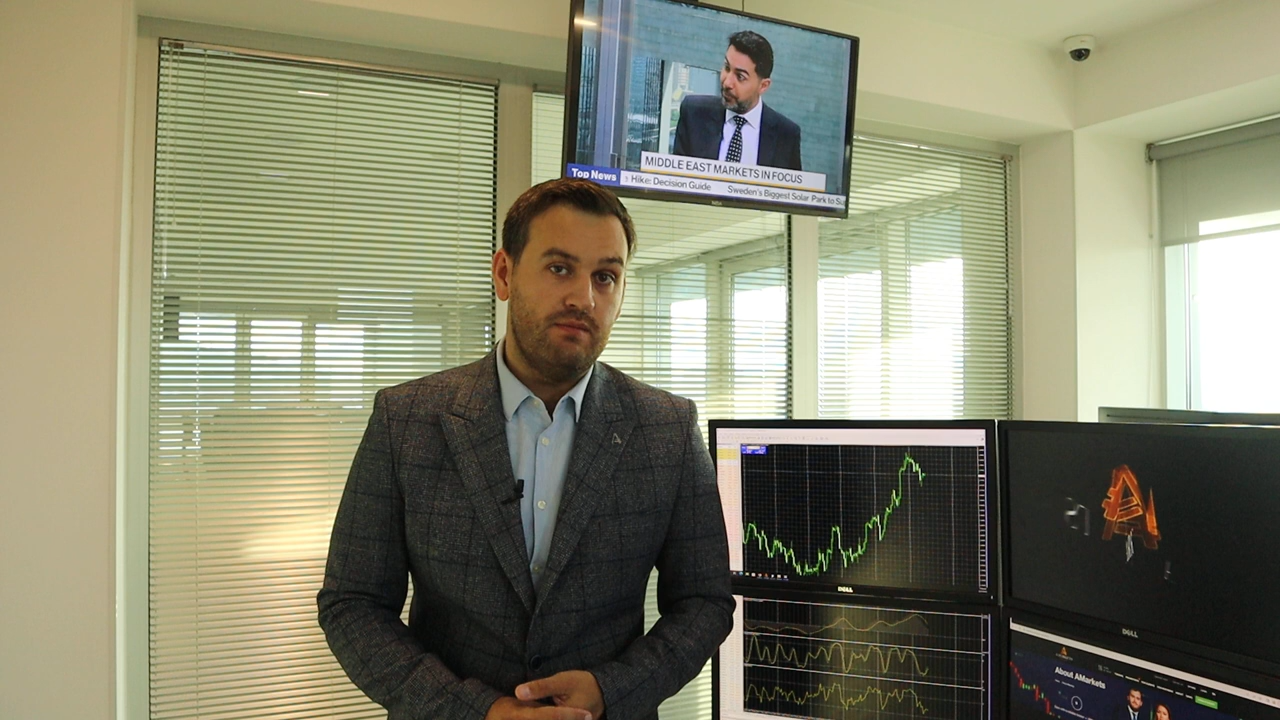 MIDDLE EAST MARKETS IN FOCUS
Top News
Hike: Decision Guide Sweden's Biggest Solar Park to
DELL
DELL
About AMarkets